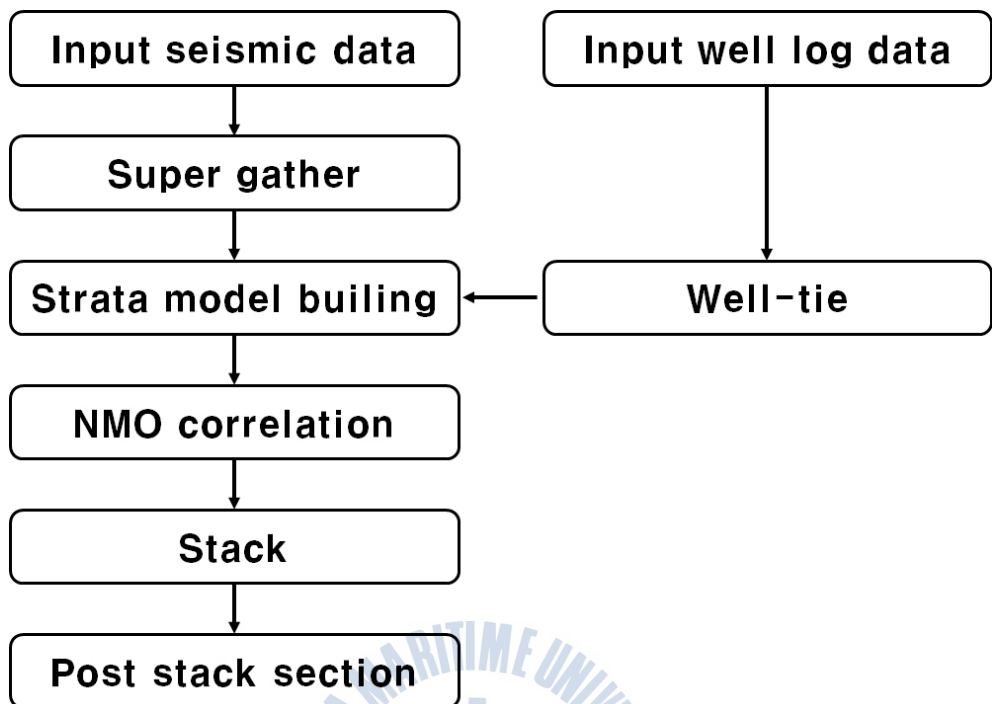 Input seismic data
Input well log data
Super gather
Strata model builing
Well-tie
NMO correlation
Stack
Post stack section
MARITIME